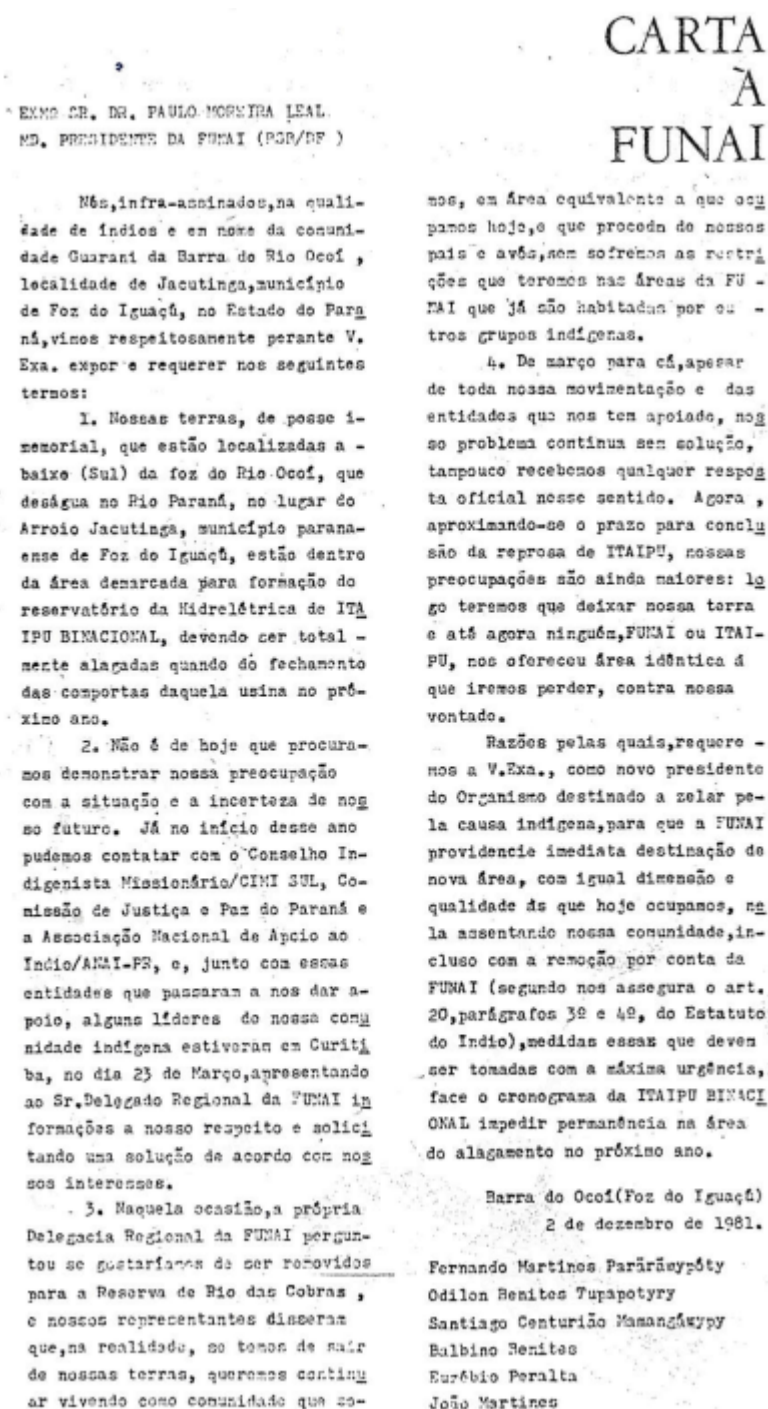 CARTA
À
FUNAI
EXMO SR. DR. PAULO MOREIRA LEAL
MD. PRESIDENTE DA FUNAI (PGR/DF )
Nós,infra-assinados,na quali-
dade de índios e em nome da comuni-
dade Guarani da Barra do Rio Ocoí ,
localidade de Jacutinga,município
de Foz do Iguaçú, no Estado do Para
ná,vimos respeitosamente perante V.
Exa. expor e requerer nos seguintes
termos:
1. Nossas terras, de posse i-
memorial, que estão localizadas a -
baixo (Sul) da foz do Rio Ocoí, que
deságua no Rio Paraná, no lugar do
Arroio Jacutinga, município parana-
ense de Foz do Iguaçú, estão dentro
da área demarcada para formação do
reservatório da Hidrelétrica de ITA
IPU BINACIONAL, devendo ser total -
mente alagadas quando do fechamento
das comportas daquela usina no pró-
ximo ano.
2. Não é de hoje que procura-
mos demonstrar nossa preocupação
com a situação e a incerteza de nos
so futuro. Já no início desse ano
pudemos contatar com o Conselho In-
digenista Missionário/CIMI SUL, Co-
missão de Justiça e Paz do Paraná e
a Associação Nacional de Apoio ao
Indio/ANAI-PR, e, junto com essas
entidades que passaram a nos dar a-
poio, alguns líderes de nossa comu
nidade indígena estiveram em Curiti
ba, no dia 23 de Março,apresentando
ao Sr.Delegado Regional da FUNAI in
formações a nosso respeito e solici
tando uma solução de acordo com nos
sos interesses.
3. Naquela ocasião,a própria
Delegacia Regional da FUNAI pergun-
tou se gostaríamos de ser removidos
para a Reserva de Rio das Cobras ,
e nossos representantes disseram
que,na realidade, se temos de sair
de nossas terras, queremos continu
ar vivendo como comunidade que so-
mos, em área equivalente a que ocu
pamos hoje,e que procede de nossos
pais e avós,sem sofrermos as restri
ções que teremos nas áreas da FU -
NAI que já são habitadas por ou -
tros grupos indígenas.
4. De março para cá,apesar
de toda nossa movimentação e das
entidades que nos tem apoiado, nos
so problema continua sem solução,
tampouco recebemos qualquer respos
ta oficial nesse sentido. Agora ,
aproximando-se o prazo para conclu
são da represa de ITAIPU, nossas
preocupações são ainda maiores: lo
go teremos que deixar nossa terra
e até agora ninguém,FUNAI ou ITAI-
PU, nos ofereceu área idêntica á
que iremos perder, contra nossa
vontade.
Razões pelas quais,requere -
mos a V.Exa., como novo presidente
do Organismo destinado a zelar pe-
la causa indígena,para que a FUNAI
providencie imediata destinação de
nova área, com igual dimensão e
qualidade ás que hoje ocupamos, ne
la assentando nossa comunidade,in-
cluso com a remoção por conta da
FUNAI (segundo nos assegura o art.
20,parágrafos 3º e 4º, do Estatuto
do Indio),medidas essas que devem
ser tomadas com a máxima urgência,
face o cronograma da ITAIPU BINACI
ONAL impedir permanência na área
do alagamento no próximo ano.
Barra do Ocoí(Foz do Iguaçú)
2 de dezembro de 1981.
Fernando Martines
Odilon Benites Tupapotyry
Santiago Centurião
Balbino Benites
Eurébio Peralta
João Martines